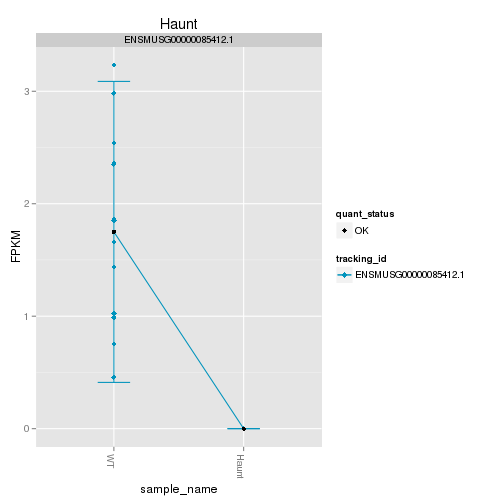 Haunt
ENSMUSG00000085412.1
3
2
1
0
FPKM
WT
Haunt
sample_name
quant_status
OK
tracking_id
ENSMUSG00000085412.1